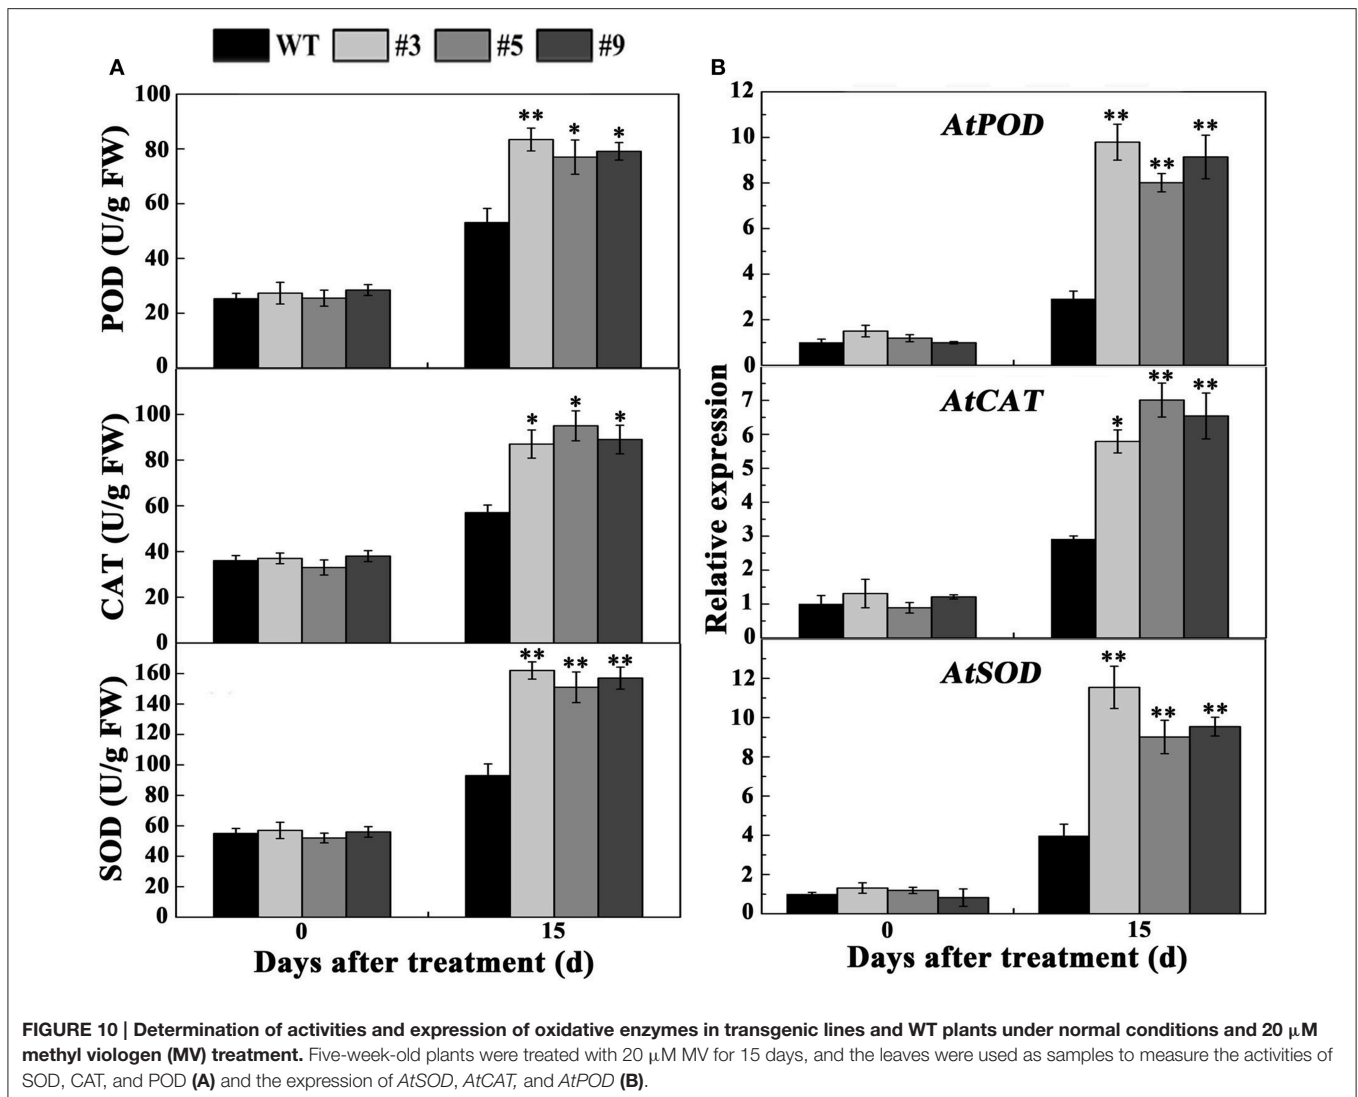 WT #3 #5 #9
A
B
100
80
60
40
20
0
POD (U/g FW)
** * *
100
80
60
40
20
0
CAT (U/g FW)
* * *
160
140
120
100
80
60
40
20
0
SOD (U/g FW)
** ** **
0 15
Days after treatment (d)
12
10
8
6
4
2
0
AtPOD
** ** **
7
6
5
4
3
2
1
0
AtCAT
* ** **
Relative expression
12
10
8
6
4
2
0
AtSOD
** ** **
0 15
Days after treatment (d)
FIGURE 10 | Determination of activities and expression of oxidative enzymes in transgenic lines and WT plants under normal conditions and 20 μM
methyl viologen (MV) treatment. Five-week-old plants were treated with 20 μM MV for 15 days, and the leaves were used as samples to measure the activities of
SOD, CAT, and POD (A) and the expression of AtSOD, AtCAT, and AtPOD (B).